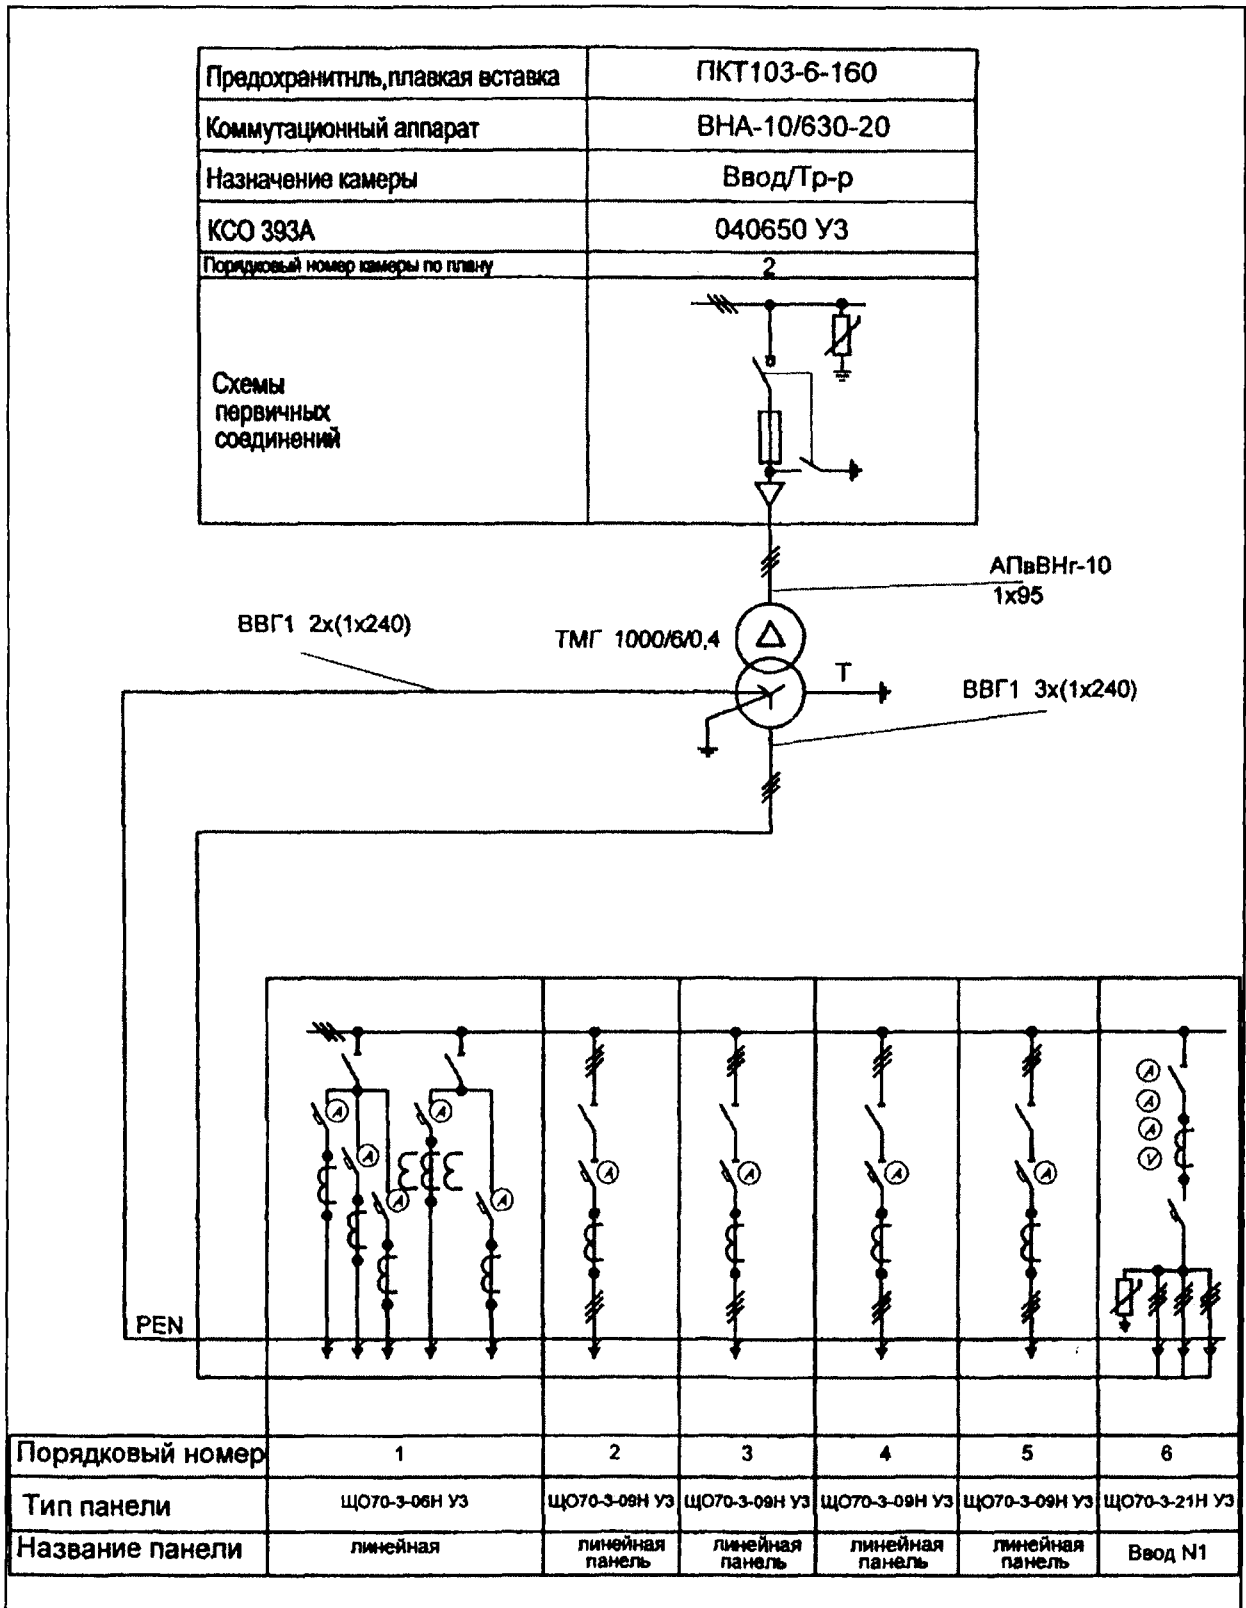 Предохранитнль,плавкая вставка
ПКТ103-6-160
Коммутационный аппарат
ВНА-10/630-20
Назначение камеры
Ввод/Тр-р
КСО 393А
040650 У3
Порядковый номер камеры по плану
2
Схемы
первичных
соединений
АПвВНг-10
1х95
ВВГ1 2х(1х240)
ТМГ 1000/6/0,4
Т
ВВГ1 3х(1х240)
A
A
A
A
A
A
A
A
A
A
A
A
V
PEN
Порядковый номер
1
2
3
4
5
6
Тип панели
ЩО70-3-06Н У3
ЩО70-3-09Н У3
ЩО70-3-09Н У3
ЩО70-3-09Н У3
ЩО70-3-09Н У3
ЩО70-3-21Н У3
Название панели
линейная
линейная
панель
линейная
панель
линейная
панель
линейная
панель
Ввод N1